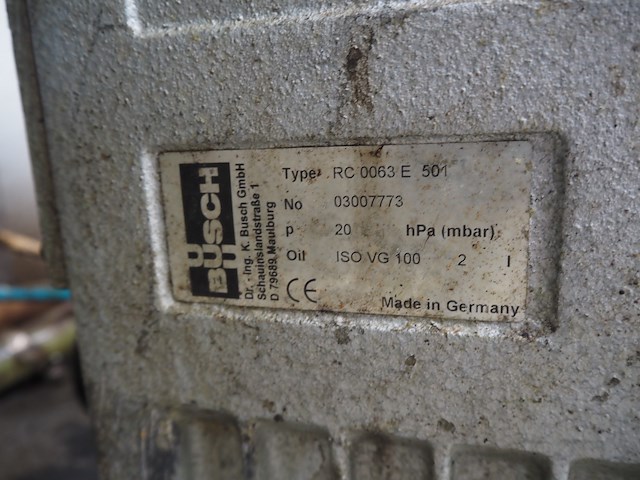 BUSCH
Dr. - Ing. K. Busch GmbH
Schauinslandstraße 1
D 79689 Maulburg
Type RC 0063 E 501
No 03007773
p 20 hPa (mbar)
Oil ISO VG 100 2 l
CE
Made in Germany